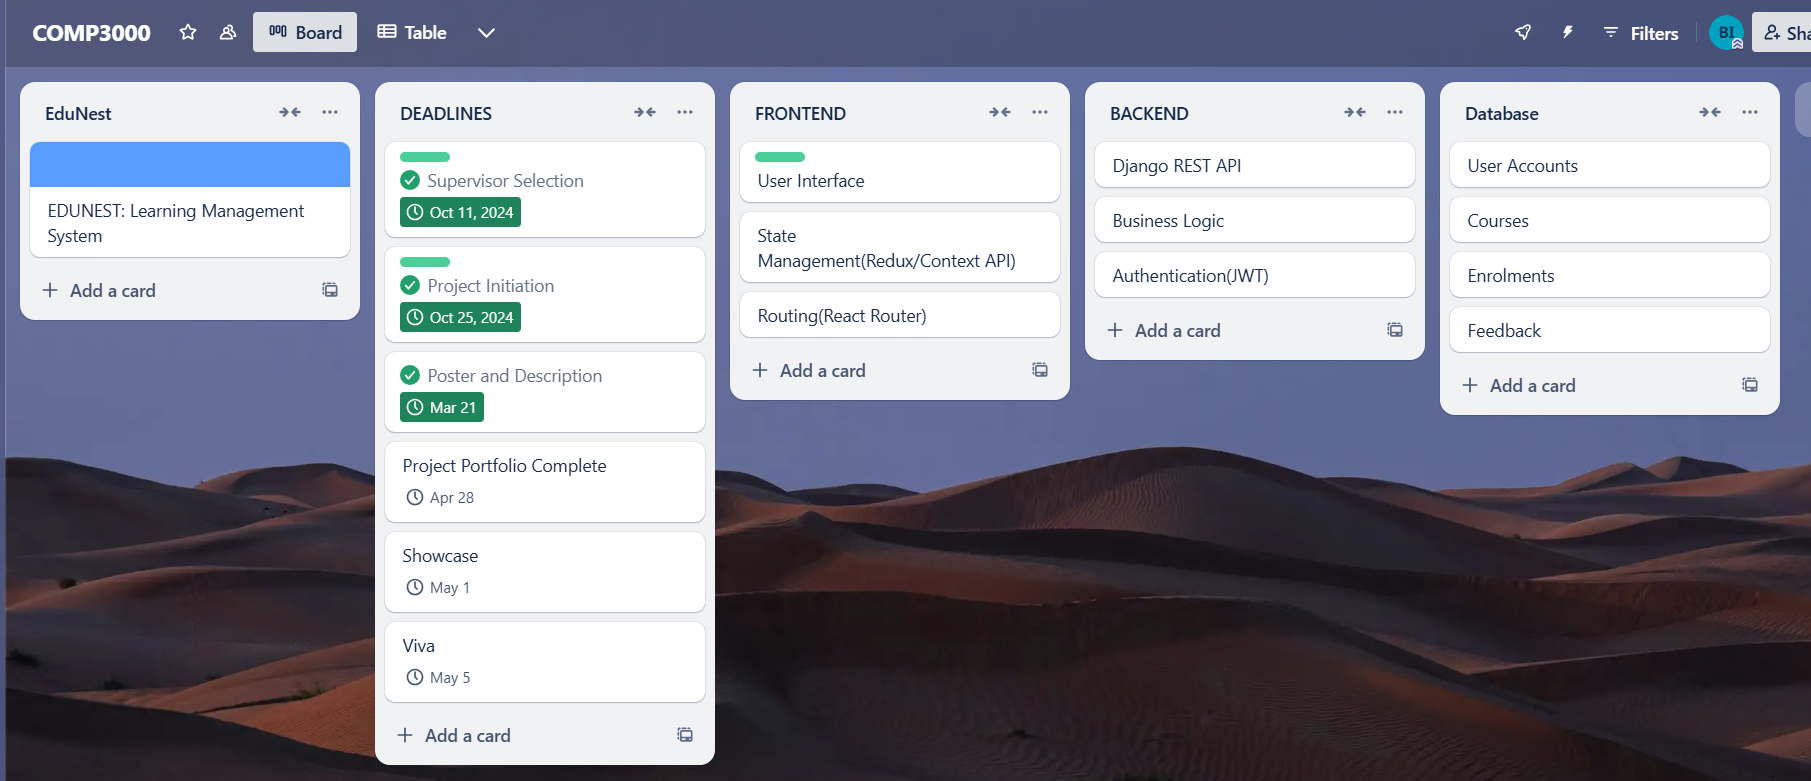 COMP3000
Board
Table
Filters
BI
Sha
EduNest
EDUNEST: Learning Management
System
Add a card
DEADLINES
Supervisor Selection
Oct 11, 2024
Project Initiation
Oct 25, 2024
Poster and Description
Mar 21
Project Portfolio Complete
Apr 28
Showcase
May 1
Viva
May 5
Add a card
FRONTEND
User Interface
State
Management(Redux/Context API)
Routing(React Router)
Add a card
BACKEND
Django REST API
Business Logic
Authentication(JWT)
Add a card
Database
User Accounts
Courses
Enrolments
Feedback
Add a card